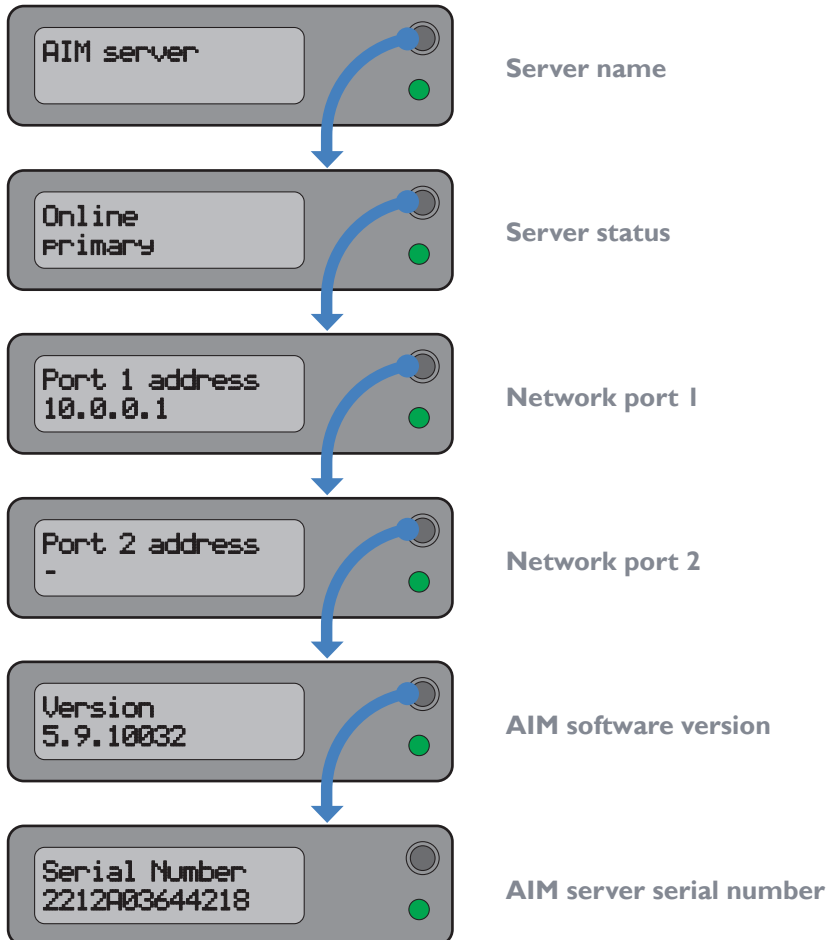 AIM server
Server name
Online
primary
Server status
Port 1 address
10.0.0.1
Network port 1
Port 2 address
-
Network port 2
Version
5.9.10032
AIM software version
Serial Number
2212A03644218
AIM server serial number